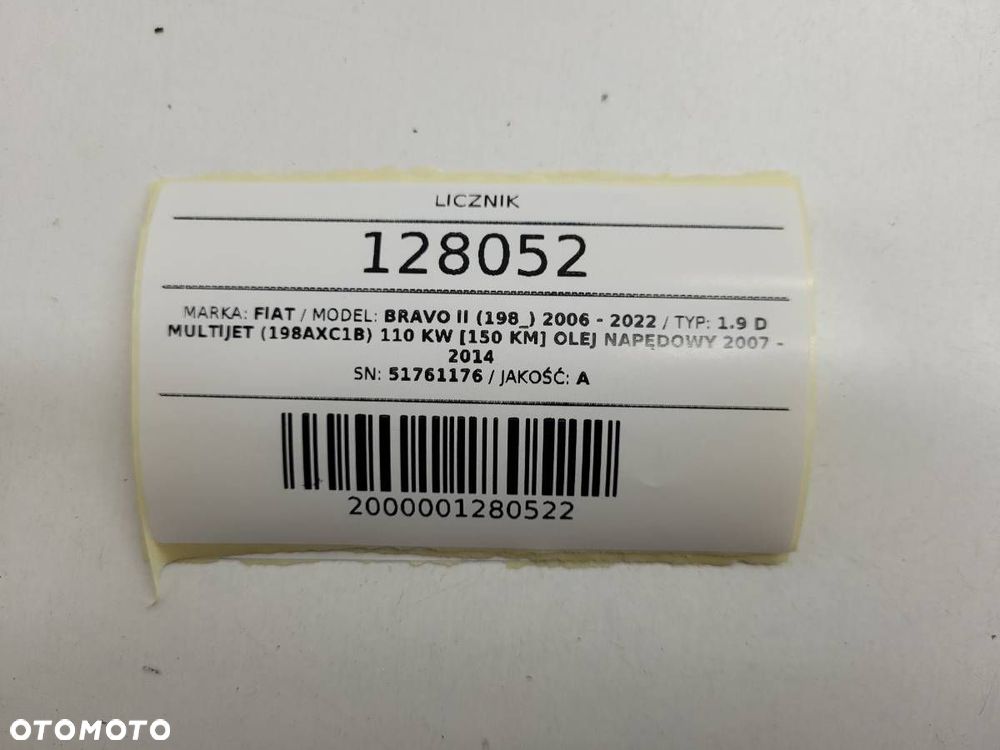 LICZNIK
128052
MARKA: FIAT / MODEL: BRAVO II (198_) 2006 - 2022 / TYP: 1.9 D
MULTIJET (198AXC1B) 110 KW [150 KM] OLEJ NAPĘDOWY 2007 -
2014
SN: 51761176 / JAKOŚĆ: A
2000001280522
OTOMOTO